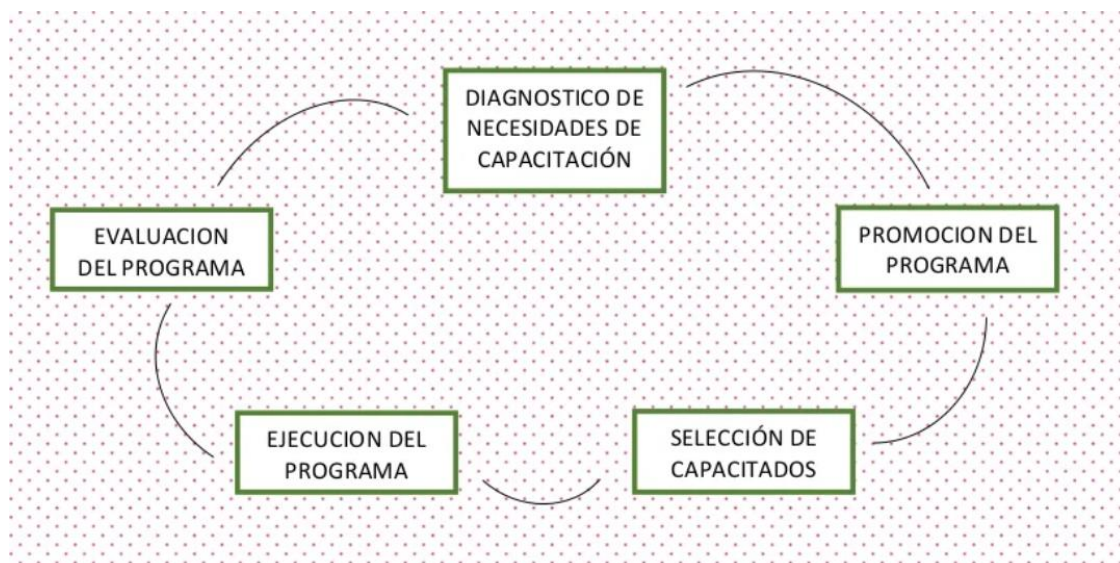 DIAGNOSTICO DE
NECESIDADES DE
CAPACITACIÓN
PROMOCION DEL
PROGRAMA
SELECCIÓN DE
CAPACITADOS
EJECUCION DEL
PROGRAMA
EVALUACION
DEL PROGRAMA